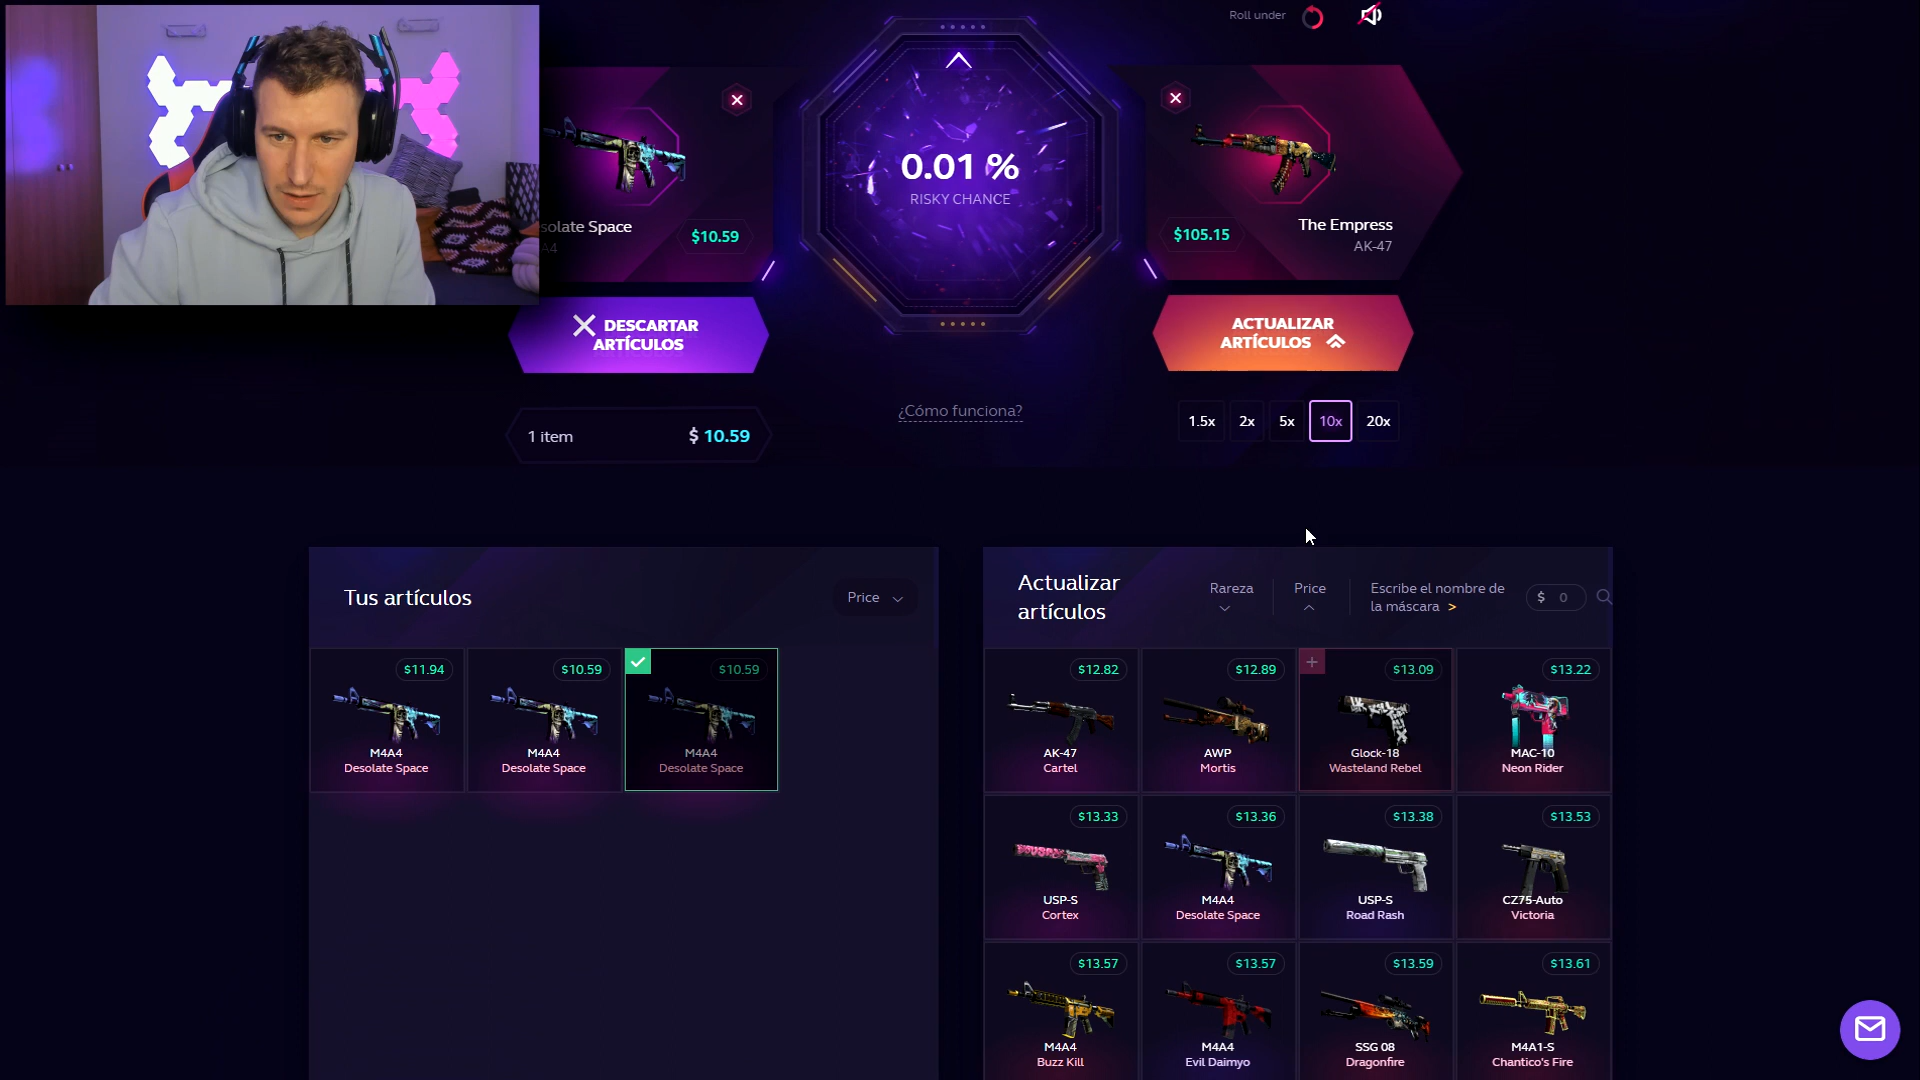 Roll under
0.01 %
RISKY CHANCE
solate Space
A4
$10.59
$105.15
The Empress
AK-47
DESCARTAR
ARTÍCULOS
ACTUALIZAR
ARTÍCULOS
1 item
$ 10.59
¿Cómo funciona?
1.5x
2x
5x
10x
20x
Tus artículos
Price
$11.94
M4A4
Desolate Space
$10.59
M4A4
Desolate Space
$10.59
M4A4
Desolate Space
Actualizar
artículos
Rareza
Price
Escribe el nombre de
la máscara >
$ 0
$12.82
AK-47
Cartel
$12.89
AWP
Mortis
$13.09
Glock-18
Wasteland Rebel
$13.22
MAC-10
Neon Rider
$13.33
USP-S
Cortex
$13.36
M4A4
Desolate Space
$13.38
USP-S
Road Rash
$13.53
CZ75-Auto
Victoria
$13.57
M4A4
Buzz Kill
$13.57
M4A4
Evil Daimyo
$13.59
SSG 08
Dragonfire
$13.61
M4A1-S
Chantico's Fire